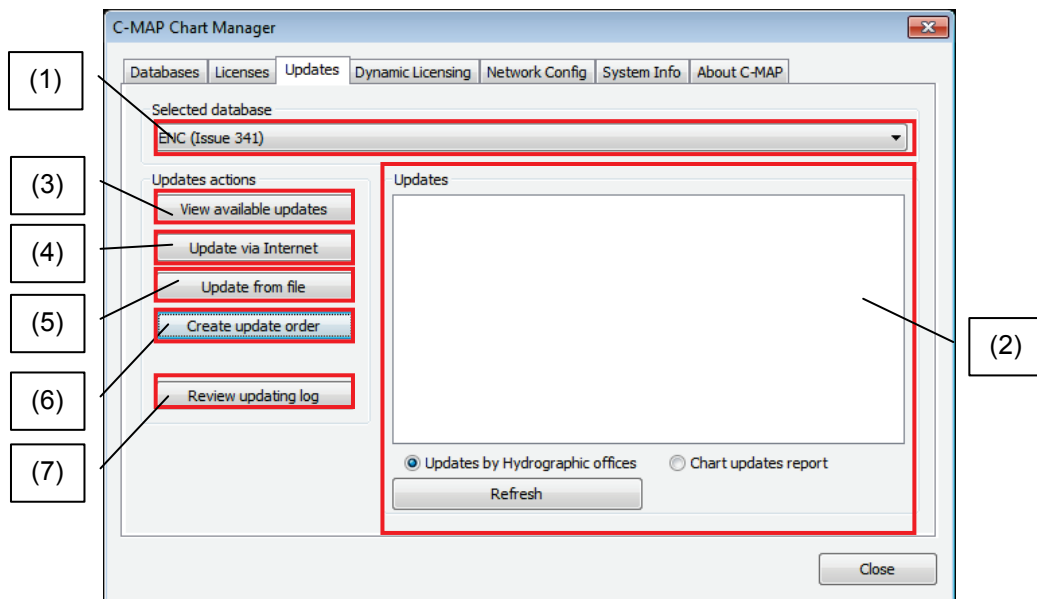 C-MAP Chart Manager
Databases Licenses Updates Dynamic Licensing Network Config System Info About C-MAP
(1)
Selected database
ENC (Issue 341)
Updates actions
Updates
(3)
View available updates
(4)
Update via Internet
(5)
Update from file
(6)
Create update order
(2)
(7)
Review updating log
Updates by Hydrographic offices
Chart updates report
Refresh
Close